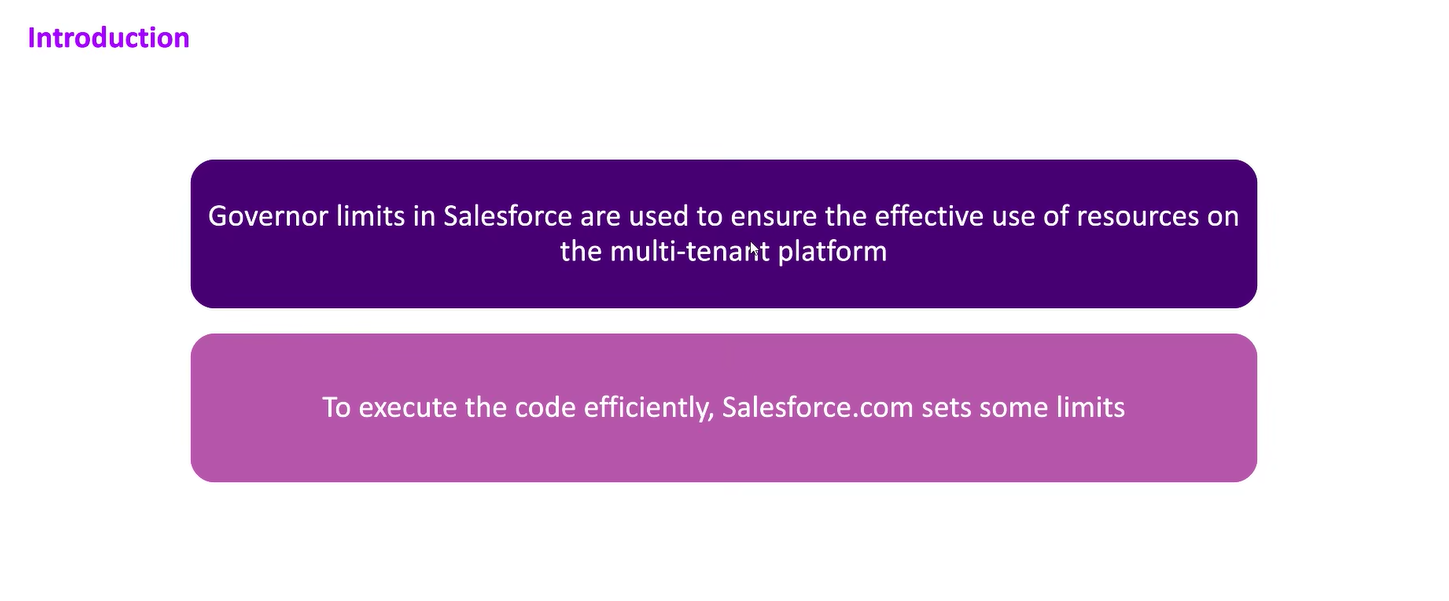 Introduction
Governor limits in Salesforce are used to ensure the effective use of resources on
the multi-tenant platform
To execute the code efficiently, Salesforce.com sets some limits